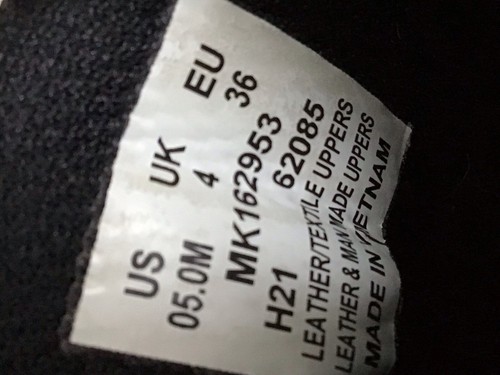 US UK EU
05.0M 4 36
MK162953
H21 62085
LEATHER/TEXTILE UPPERS
LEATHER & MAN MADE UPPERS
MADE IN VIETNAM